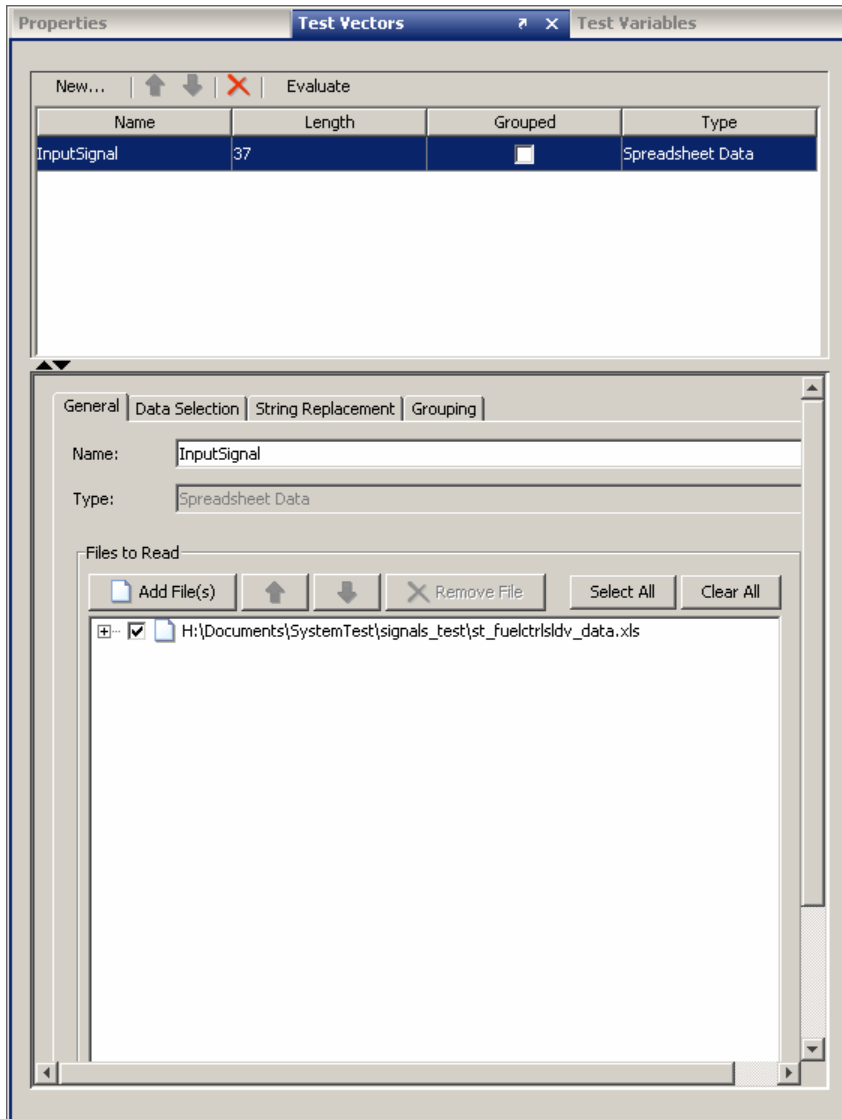 Properties Test Vectors Test Variables
New... Evaluate
Name Length Grouped Type
InputSignal 37 Spreadsheet Data
General Data Selection String Replacement Grouping
Name: InputSignal
Type: Spreadsheet Data
Files to Read
Add File(s) Remove File Select All Clear All
H:\Documents\SystemTest\signals_test\st_fuelctrlsldv_data.xls